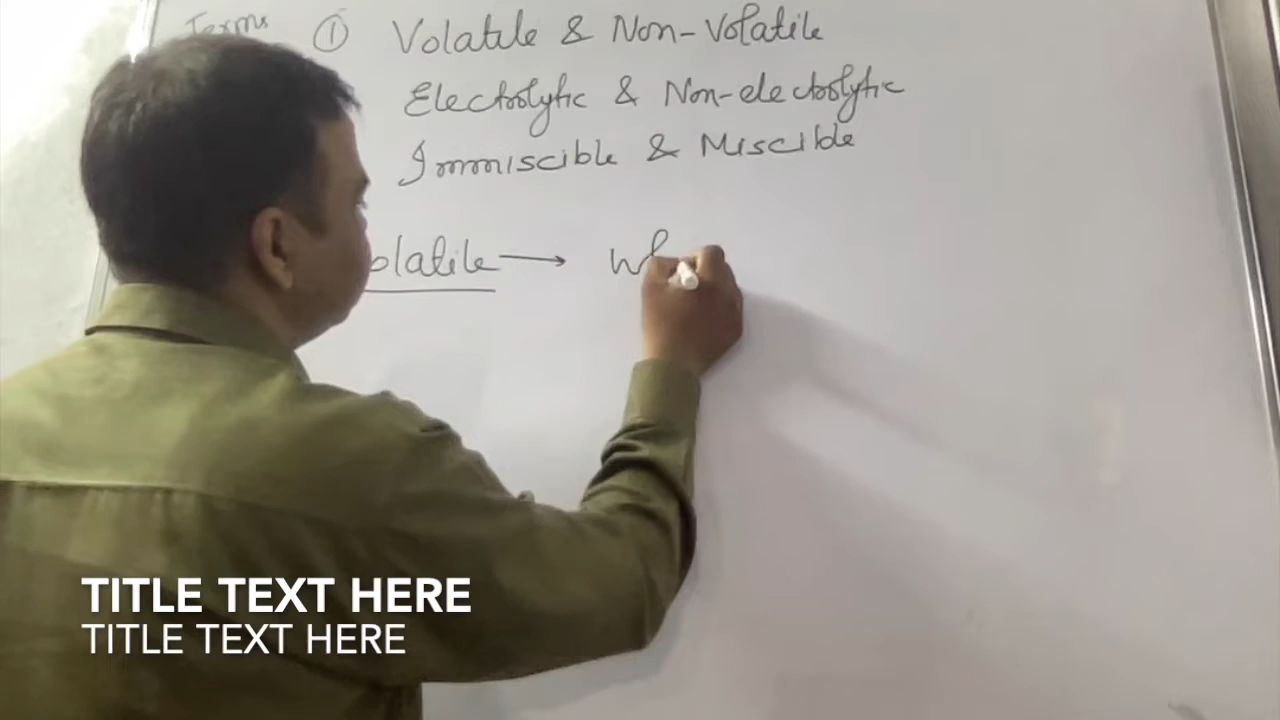 Terms ① Volatile & Non-Volatile
Electrolytic & Non-electrolytic
Immiscible & Miscible
olatile → wh
TITLE TEXT HERE
TITLE TEXT HERE